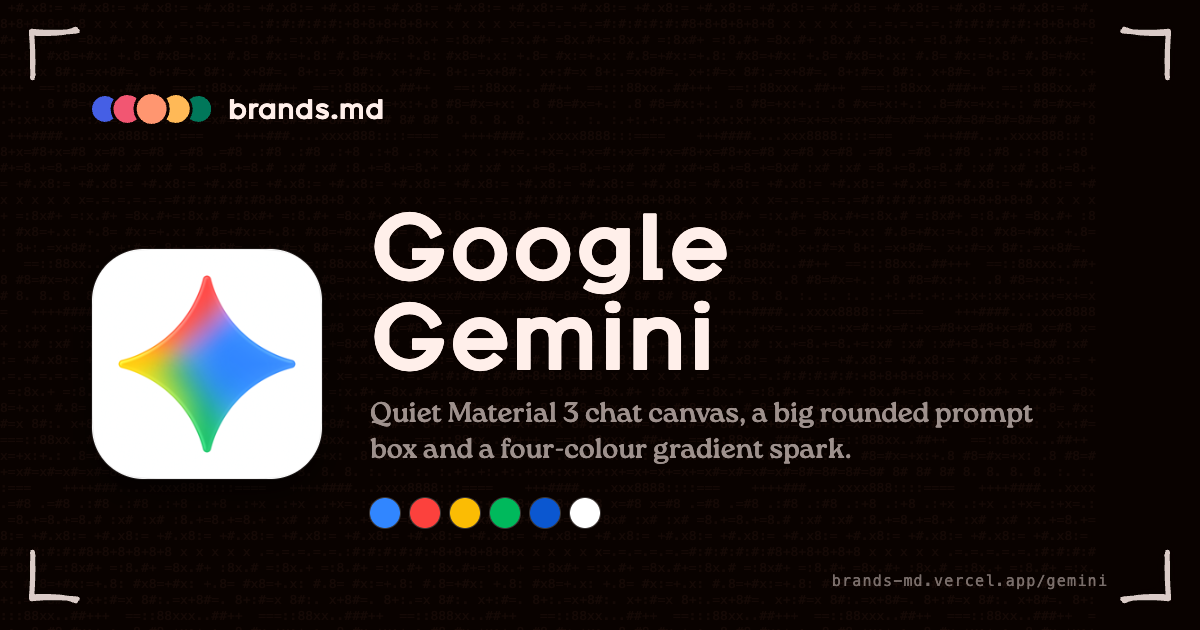 brands.md
Google
Gemini
Quiet Material 3 chat canvas, a big rounded prompt
box and a four-colour gradient spark.
brands-md.vercel.app/gemini